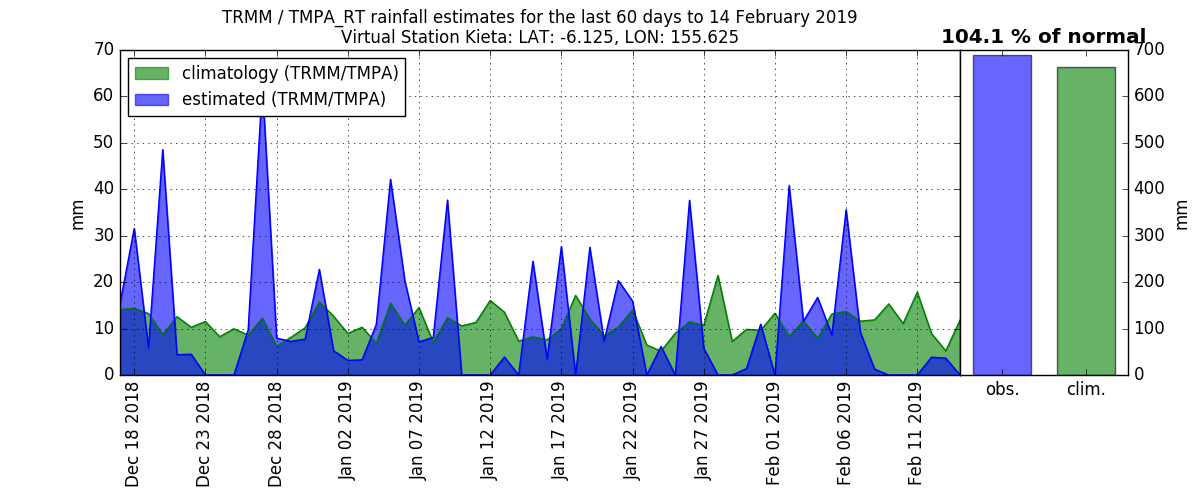 TRMM / TMPA_RT rainfall estimates for the last 60 days to 14 February 2019
Virtual Station Kieta: LAT: -6.125, LON: 155.625
104.1 % of normal
climatology (TRMM/TMPA)
estimated (TRMM/TMPA)
70
60
50
40
30
20
10
0
mm
Dec 18 2018
Dec 23 2018
Dec 28 2018
Jan 02 2019
Jan 07 2019
Jan 12 2019
Jan 17 2019
Jan 22 2019
Jan 27 2019
Feb 01 2019
Feb 06 2019
Feb 11 2019
obs.
clim.
700
600
500
400
300
200
100
0
mm